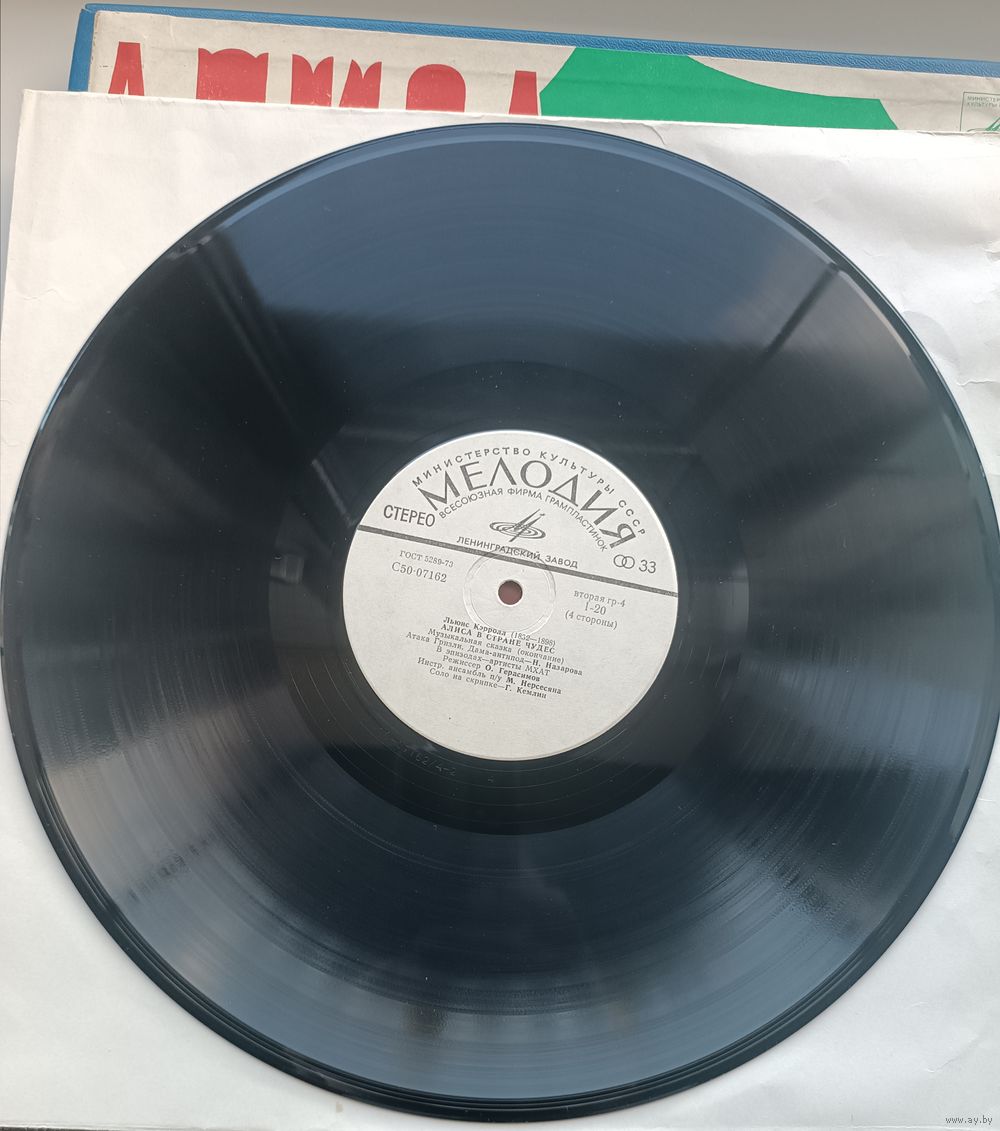 АЛИСА
МИНИСТЕРСТВО КУЛЬТУРЫ СССР
МЕЛОДИЯ
ВСЕСОЮЗНАЯ ФИРМА ГРАМПЛАСТИНОК
СТЕРЕО
ЛЕНИНГРАДСКИЙ ЗАВОД
33
ГОСТ 5289-73
С50-07162
вторая гр-4
1-20
(4 стороны)
Льюис Кэрролл (1832—1898)
АЛИСА В СТРАНЕ ЧУДЕС
Музыкальная сказка (окончание)
Атака Гризли, Дама-антипод—Н. Назарова
В эпизодах—артисты МХАТ
Режиссер О. Герасимов
Инстр. ансамбль п/у М. Нерсесяна
Соло на скрипке—Г. Кемлин
www.ay.by